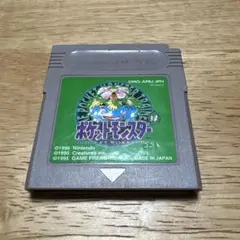 DMG-APAJ-JPN
ポケットモンスター
緑
©1995 Nintendo
©1995 Creatures inc.
©1995 GAME FREAK inc.
MADE IN JAPAN